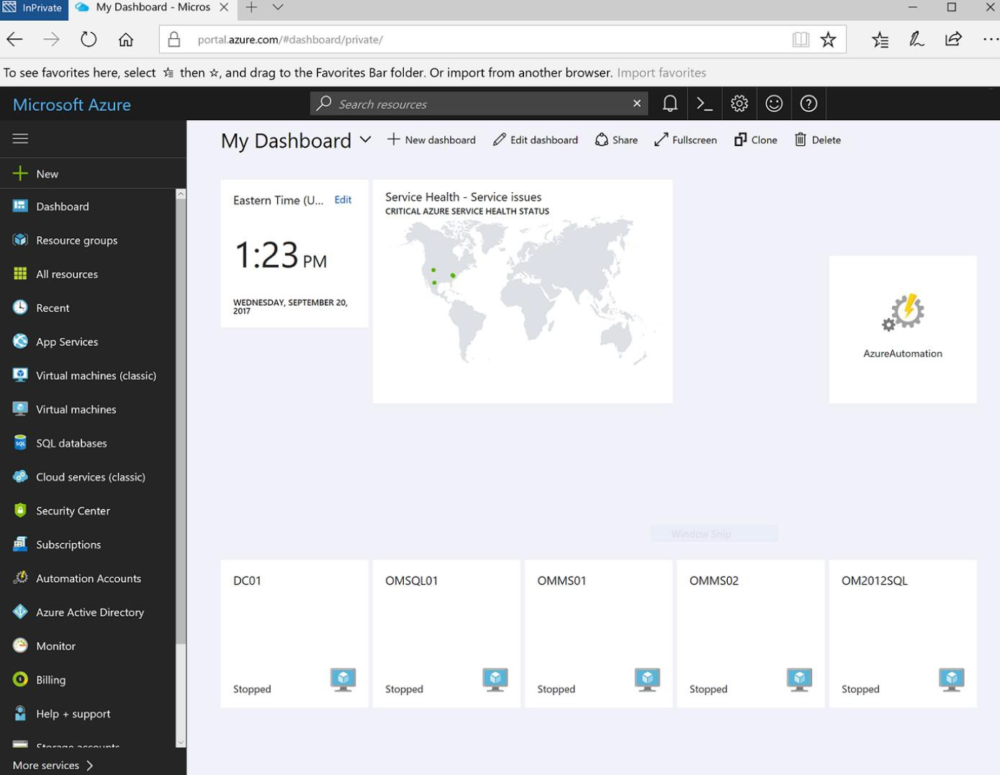 InPrivate
My Dashboard - Micros
portal.azure.com/#dashboard/private/
To see favorites here, select then ☆, and drag to the Favorites Bar folder. Or import from another browser. Import favorites
Microsoft Azure
Search resources
My Dashboard
New dashboard
Edit dashboard
Share
Fullscreen
Clone
Delete
New
Dashboard
Resource groups
All resources
Recent
App Services
Virtual machines (classic)
Virtual machines
SQL databases
Cloud services (classic)
Security Center
Subscriptions
Automation Accounts
Azure Active Directory
Monitor
Billing
Help + support
Storage accounts
More services
Eastern Time (U... Edit
1:23 PM
WEDNESDAY, SEPTEMBER 20,
2017
Service Health - Service issues
CRITICAL AZURE SERVICE HEALTH STATUS
AzureAutomation
Window Snip
DC01
Stopped
OMSQL01
Stopped
OMMS01
Stopped
OMMS02
Stopped
OM2012SQL
Stopped